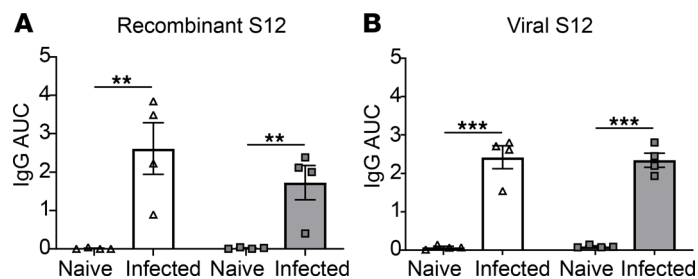 A Recombinant S12
IgG AUC
5
4
3
2
1
0
**
**
Naive Infected Naive Infected
B Viral S12
IgG AUC
5
4
3
2
1
0
***
***
Naive Infected Naive Infected